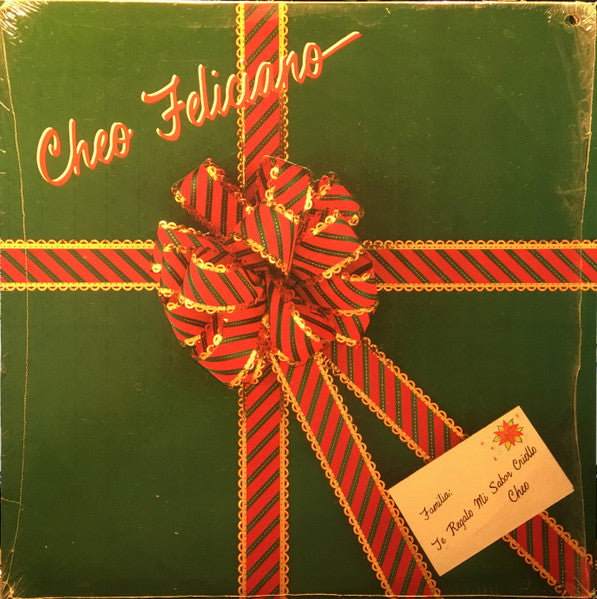 Cheo Feliciano
Familia:
Te Regalo Mi Sabor Criollo
Cheo